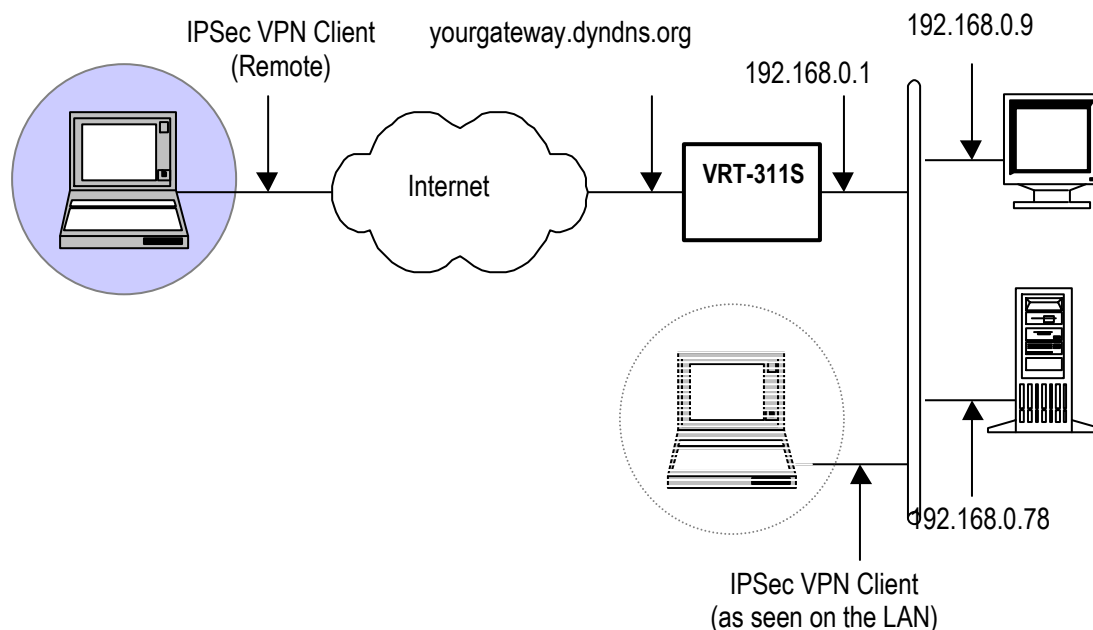 IPSec VPN Client
(Remote)
yourgateway.dyndns.org
192.168.0.1
192.168.0.9
Internet
VRT-311S
192.168.0.78
IPSec VPN Client
(as seen on the LAN)